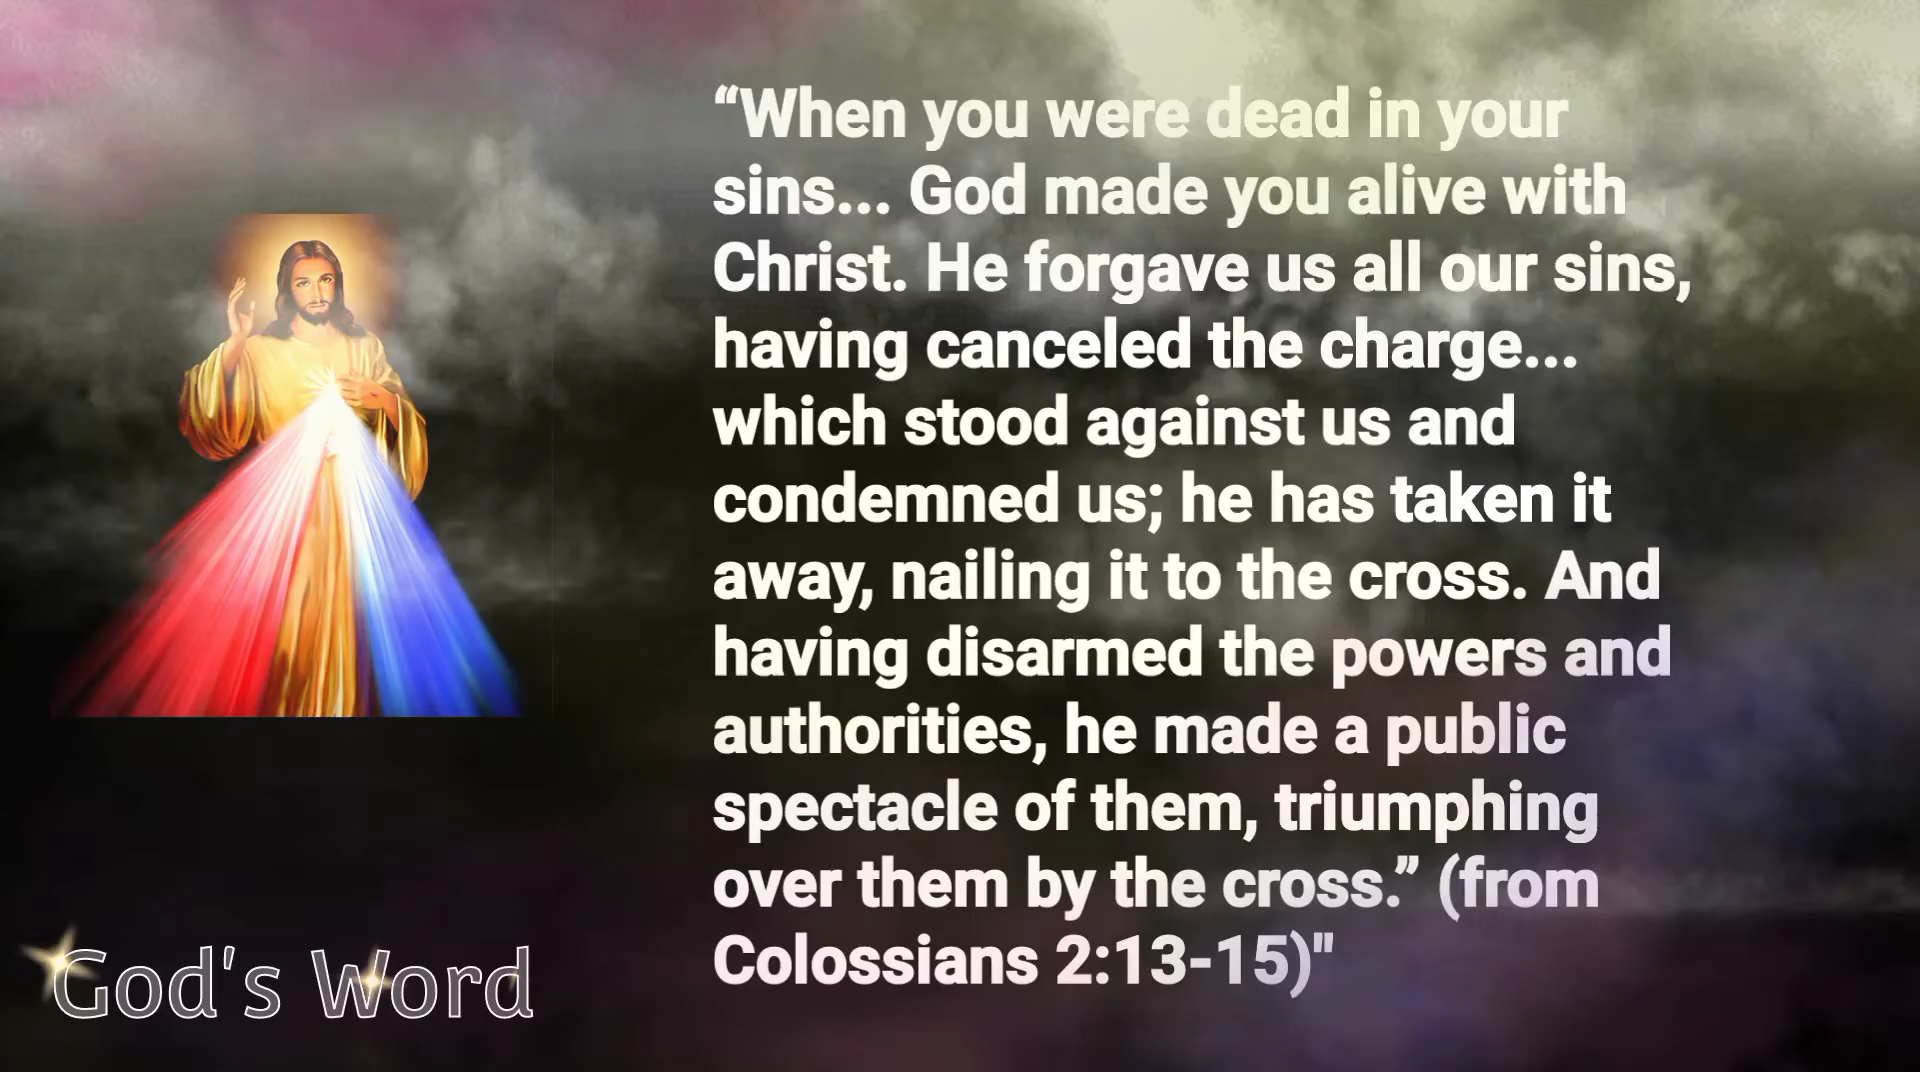 “When you were dead in your
sins... God made you alive with
Christ. He forgave us all our sins,
having canceled the charge...
which stood against us and
condemned us; he has taken it
away, nailing it to the cross. And
having disarmed the powers and
authorities, he made a public
spectacle of them, triumphing
over them by the cross.” (from
Colossians 2:13-15)"
God's Word